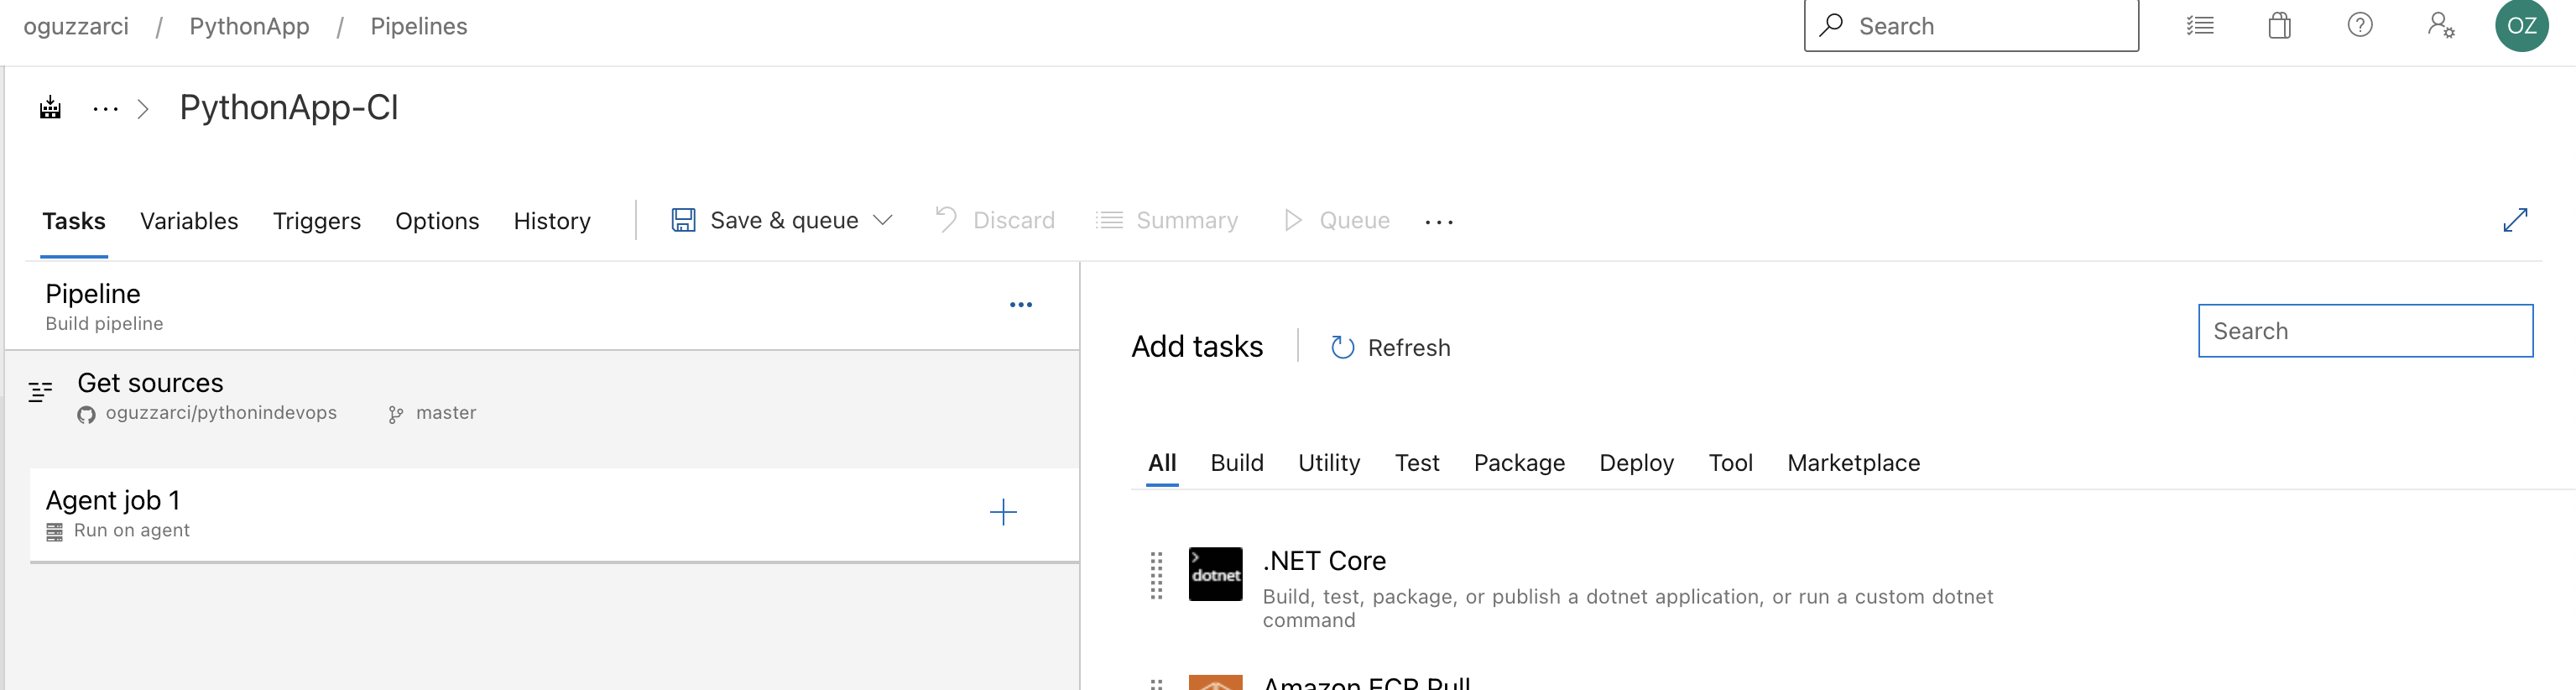 oguzzarci / PythonApp / Pipelines
Search
OZ
PythonApp-CI
Tasks Variables Triggers Options History Save & queue Discard Summary Queue
Pipeline
Build pipeline
Get sources
oguzzarci/pythonindevops master
Agent job 1
Run on agent
Add tasks Refresh
Search
All Build Utility Test Package Deploy Tool Marketplace
dotnet
.NET Core
Build, test, package, or publish a dotnet application, or run a custom dotnet
command
Amazon ECR Pull